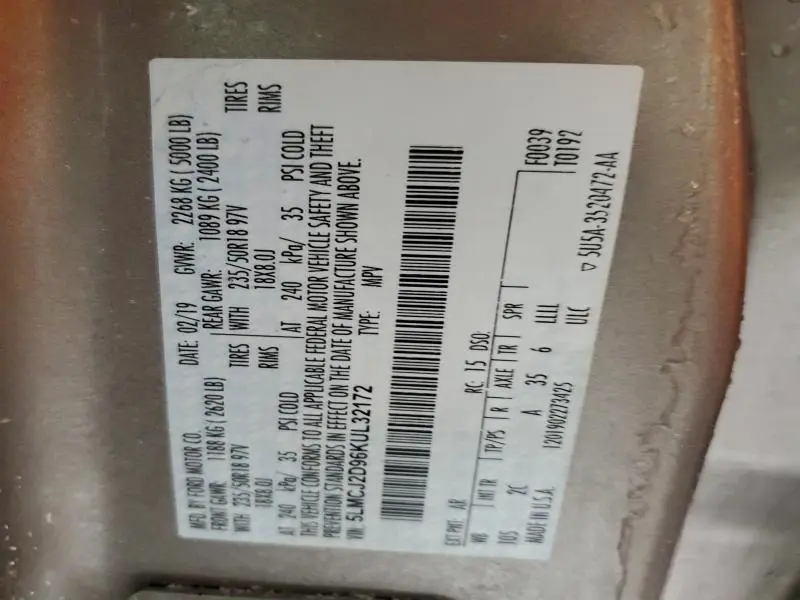 MFD. BY FORD MOTOR CO. DATE: 02/19 GVWR: 2268 KG ( 5000 LB)
FRONT GAWR: 1188 KG ( 2620 LB) REAR GAWR: 1089 KG ( 2400 LB)
WITH 235/50R18 97V TIRES WITH 235/50R18 97V TIRES
18X8.0J RIMS 18X8.0J RIMS
AT 240 kPa/ 35 PSI COLD AT 240 kPa/ 35 PSI COLD
THIS VEHICLE CONFORMS TO ALL APPLICABLE FEDERAL MOTOR VEHICLE SAFETY AND THEFT
PREVENTION STANDARDS IN EFFECT ON THE DATE OF MANUFACTURE SHOWN ABOVE.
VIN: 5LMCJ2D96KUL32172 TYPE: MPV
EXT PNT: AR RC: 15 DSO: F0039
WB INT TR TP/PS R AXLE TR SPR T0192
105 2C A 35 6 LLLL
MADE IN U.S.A. 1201902273425 ULC
▽ 5U5A-3520472-AA